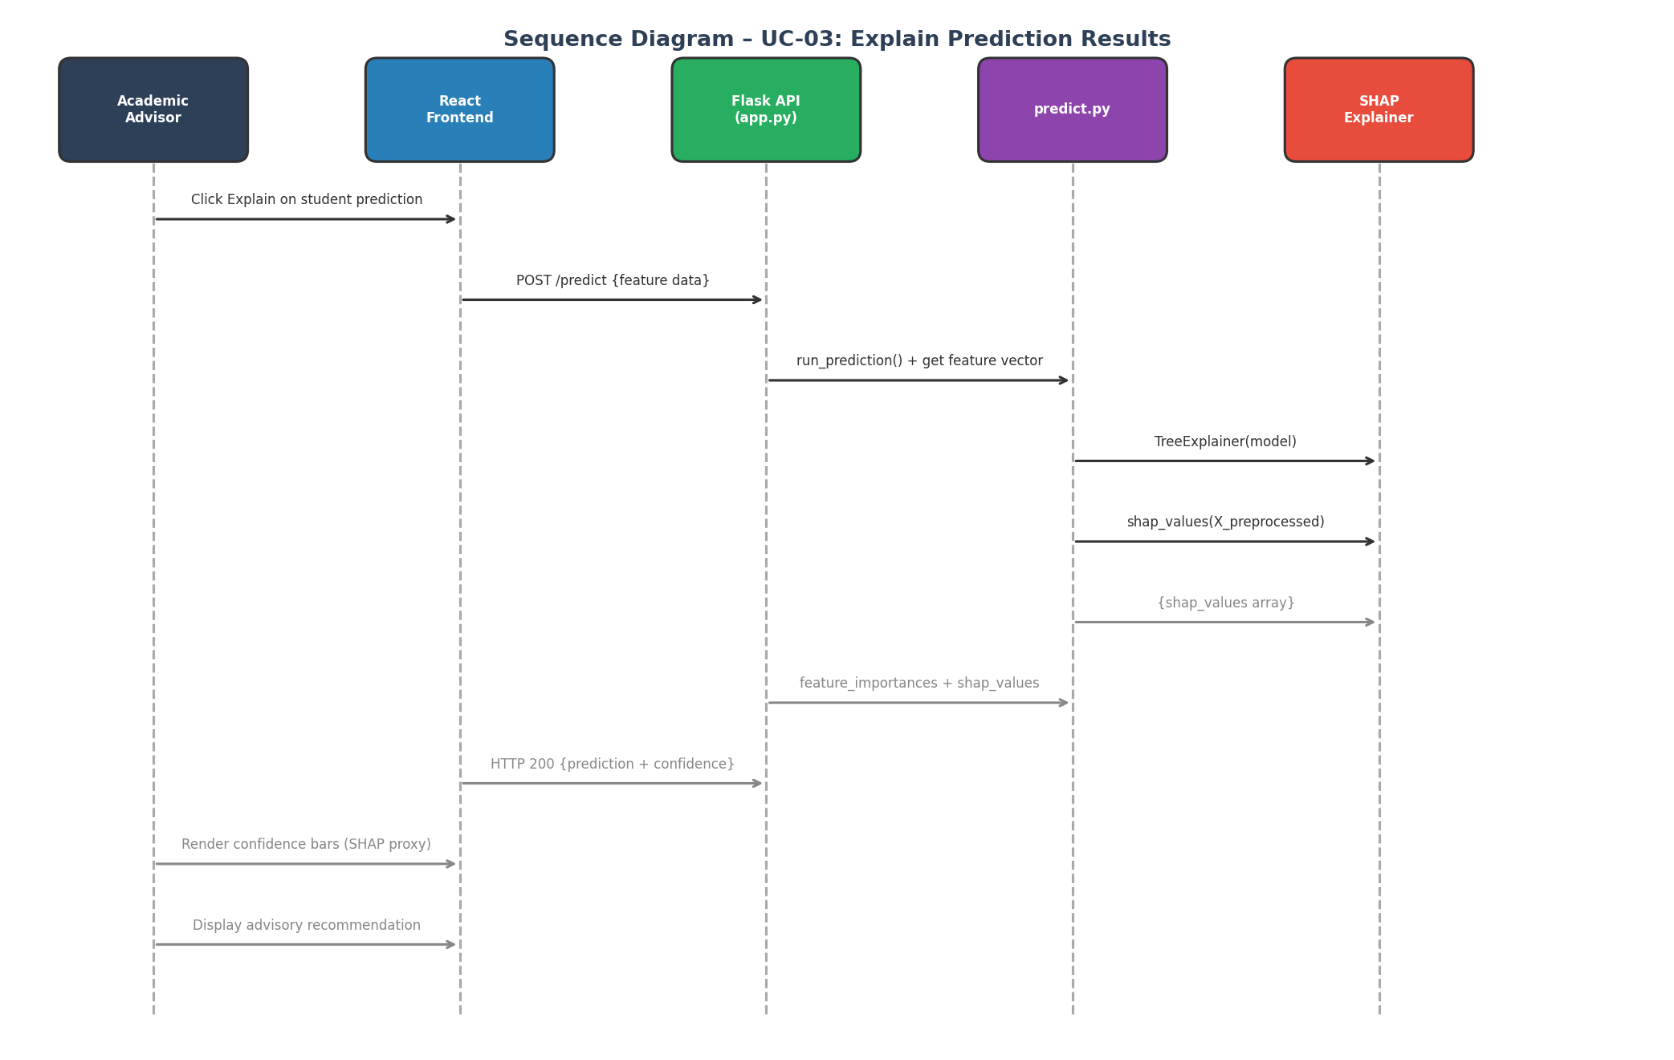 Sequence Diagram – UC-03: Explain Prediction Results
Academic
Advisor
React
Frontend
Flask API
(app.py)
predict.py
SHAP
Explainer
Click Explain on student prediction
POST /predict {feature data}
run_prediction() + get feature vector
TreeExplainer(model)
shap_values(X_preprocessed)
{shap_values array}
feature_importances + shap_values
HTTP 200 {prediction + confidence}
Render confidence bars (SHAP proxy)
Display advisory recommendation